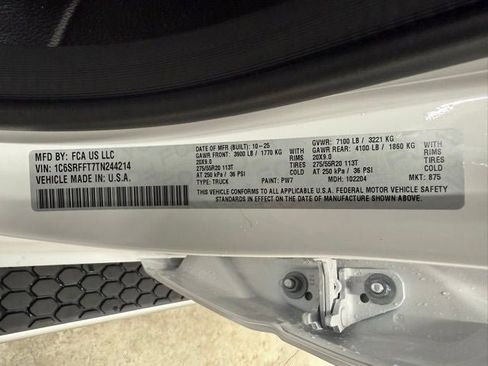 MFD BY: FCA US LLC
VIN: 1C6SRFFT7TN244214
VEHICLE MADE IN: U.S.A.
DATE OF MFR (BUILT): 10-25
GAWR FRONT: 3900 LB / 1770 KG
20X9.0 RIMS
275/55R20 113T TIRES
AT 250 kPa / 36 PSI COLD
TYPE: TRUCK PAINT: PW7
GVWR: 7100 LB / 3221 KG
GAWR REAR: 4100 LB / 1860 KG WITH
20X9.0 RIMS
275/55R20 113T TIRES
AT 250 kPa / 36 PSI COLD
MDH: 102204 MKT: 875
THIS VEHICLE CONFORMS TO ALL APPLICABLE U.S.A. FEDERAL MOTOR VEHICLE SAFETY
STANDARDS IN EFFECT ON THE DATE OF MANUFACTURE SHOWN ABOVE.